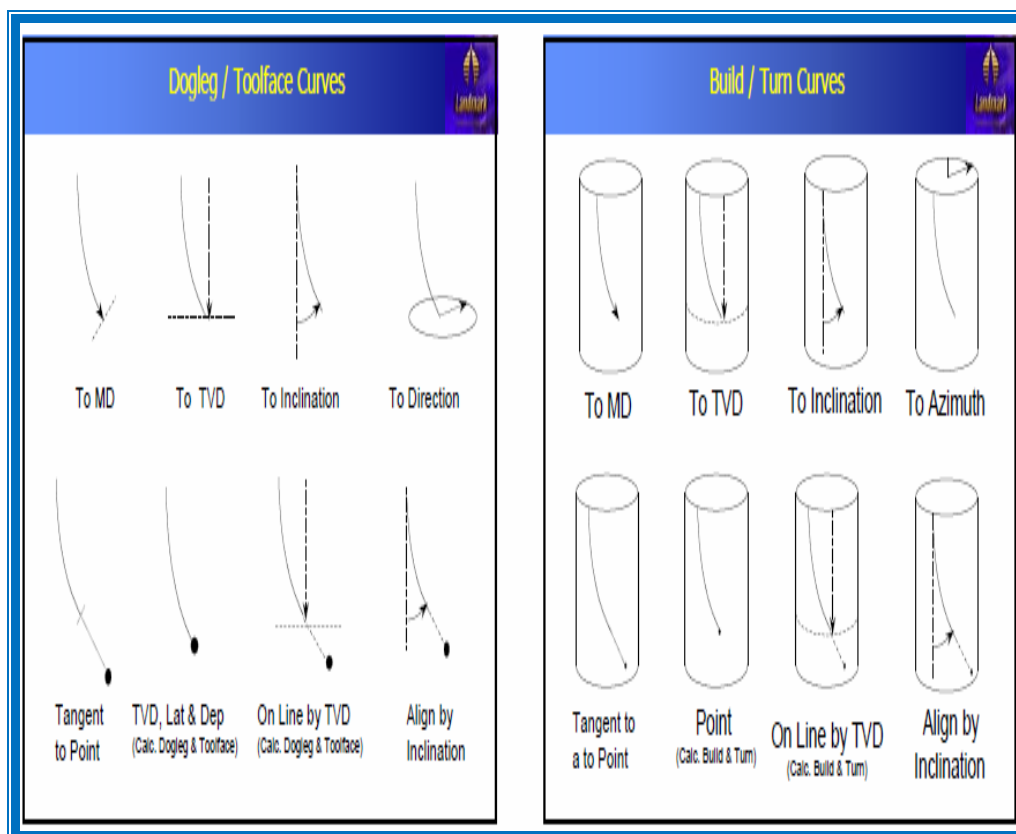 Dogleg / Toolface Curves
Landmark
To MD
To TVD
To Inclination
To Direction
Tangent
to Point
TVD, Lat & Dep
(Calc. Dogleg & Toolface)
On Line by TVD
(Calc. Dogleg & Toolface)
Align by
Inclination
Build / Turn Curves
Landmark
To MD
To TVD
To Inclination
To Azimuth
Tangent to
a to Point
Point
(Calc. Build & Turn)
On Line by TVD
(Calc. Build & Turn)
Align by
Inclination